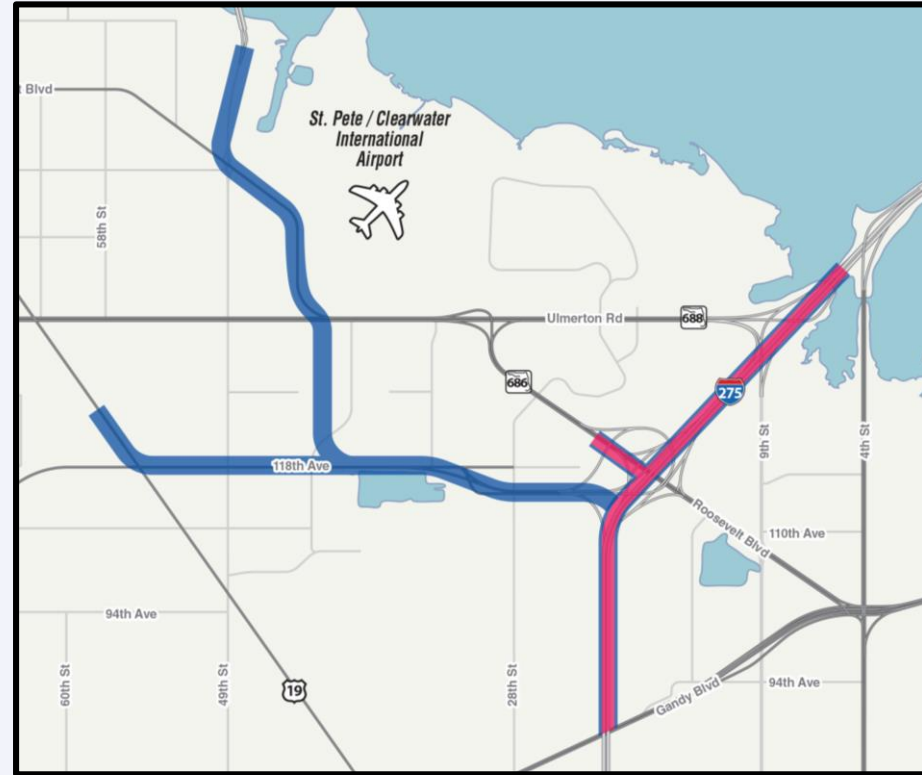 t Blvd
St. Pete / Clearwater
International
Airport
58th St
Ulmerton Rd
688
686
275
9th St
4th St
118th Ave
Roosevelt Blvd
110th Ave
94th Ave
60th St
49th St
19
28th St
Gandy Blvd
94th Ave